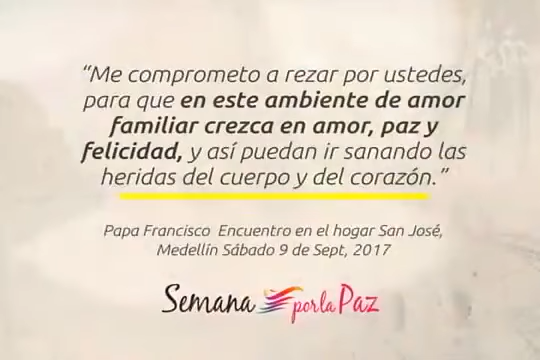 “Me comprometo a rezar por ustedes,
para que en este ambiente de amor
familiar crezca en amor, paz y
felicidad, y así puedan ir sanando las
heridas del cuerpo y del corazón.”
Papa Francisco Encuentro en el hogar San José,
Medellín Sábado 9 de Sept, 2017
Semana por la Paz